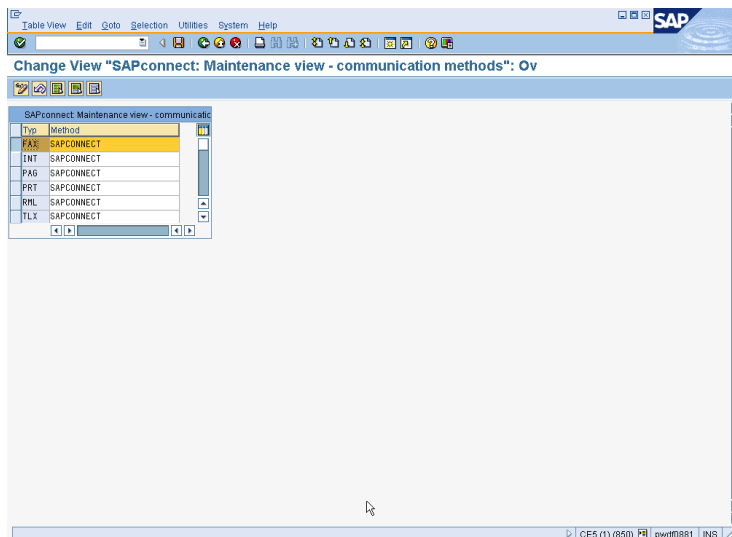 Table View Edit Goto Selection Utilities System Help
SAP
Change View "SAPconnect: Maintenance view - communication methods": Ov
SAPconnect: Maintenance view - communicatic
Typ Method
FAX SAPCONNECT
INT SAPCONNECT
PAG SAPCONNECT
PRT SAPCONNECT
RML SAPCONNECT
TLX SAPCONNECT
CE5 (1) (850) pwdf0881 INS